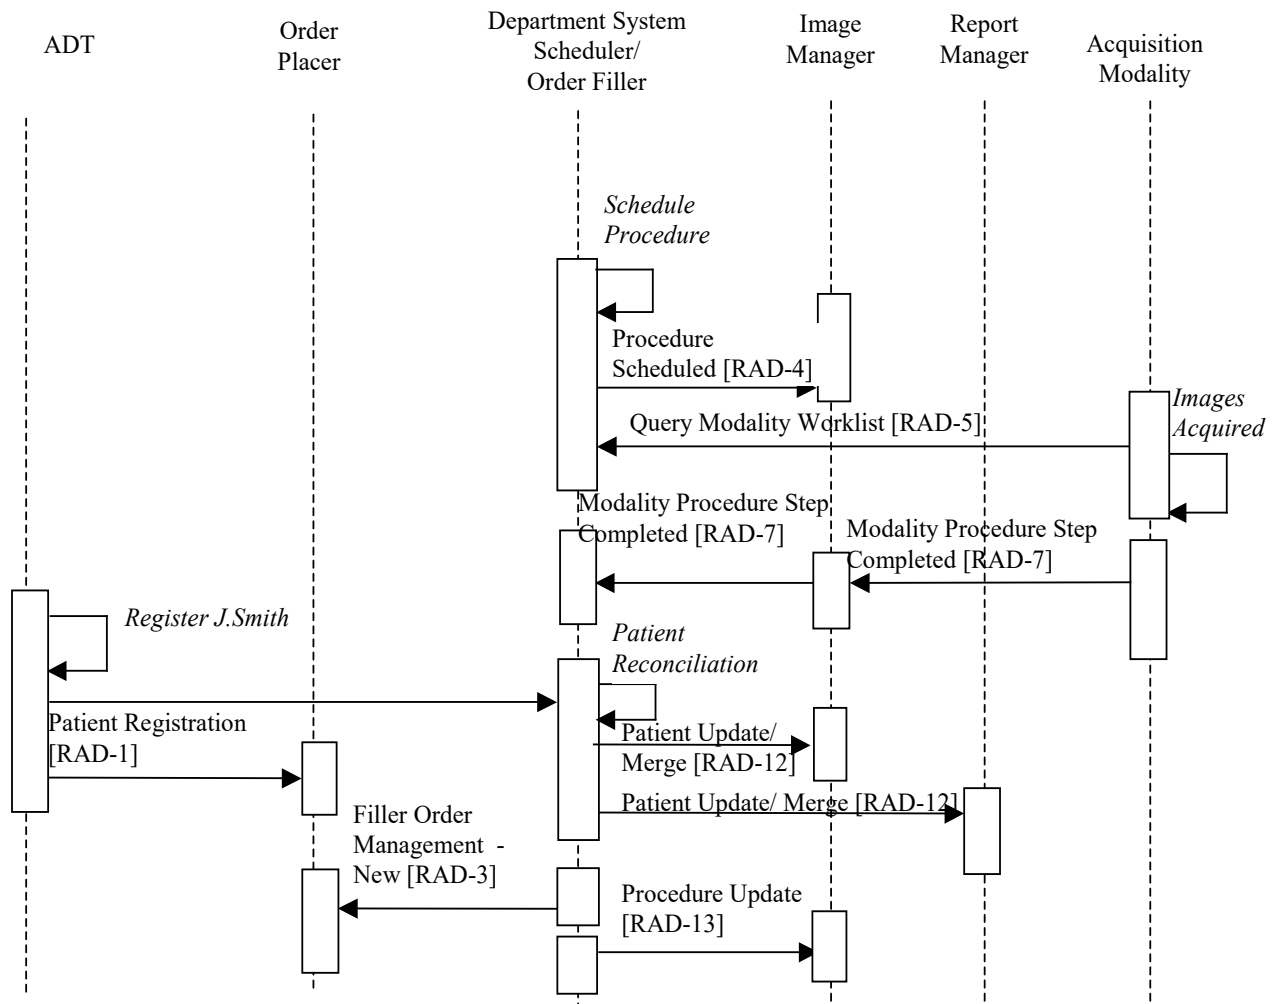 ADT
Order
Placer
Department System
Scheduler/
Order Filler
Image
Manager
Report
Manager
Acquisition
Modality
Schedule
Procedure
Procedure
Scheduled [RAD-4]
Images
Acquired
Query Modality Worklist [RAD-5]
Modality Procedure Step
Completed [RAD-7]
Modality Procedure Step
Completed [RAD-7]
Register J.Smith
Patient
Reconciliation
Patient Registration
[RAD-1]
Patient Update/
Merge [RAD-12]
Patient Update/ Merge [RAD-12]
Filler Order
Management -
New [RAD-3]
Procedure Update
[RAD-13]